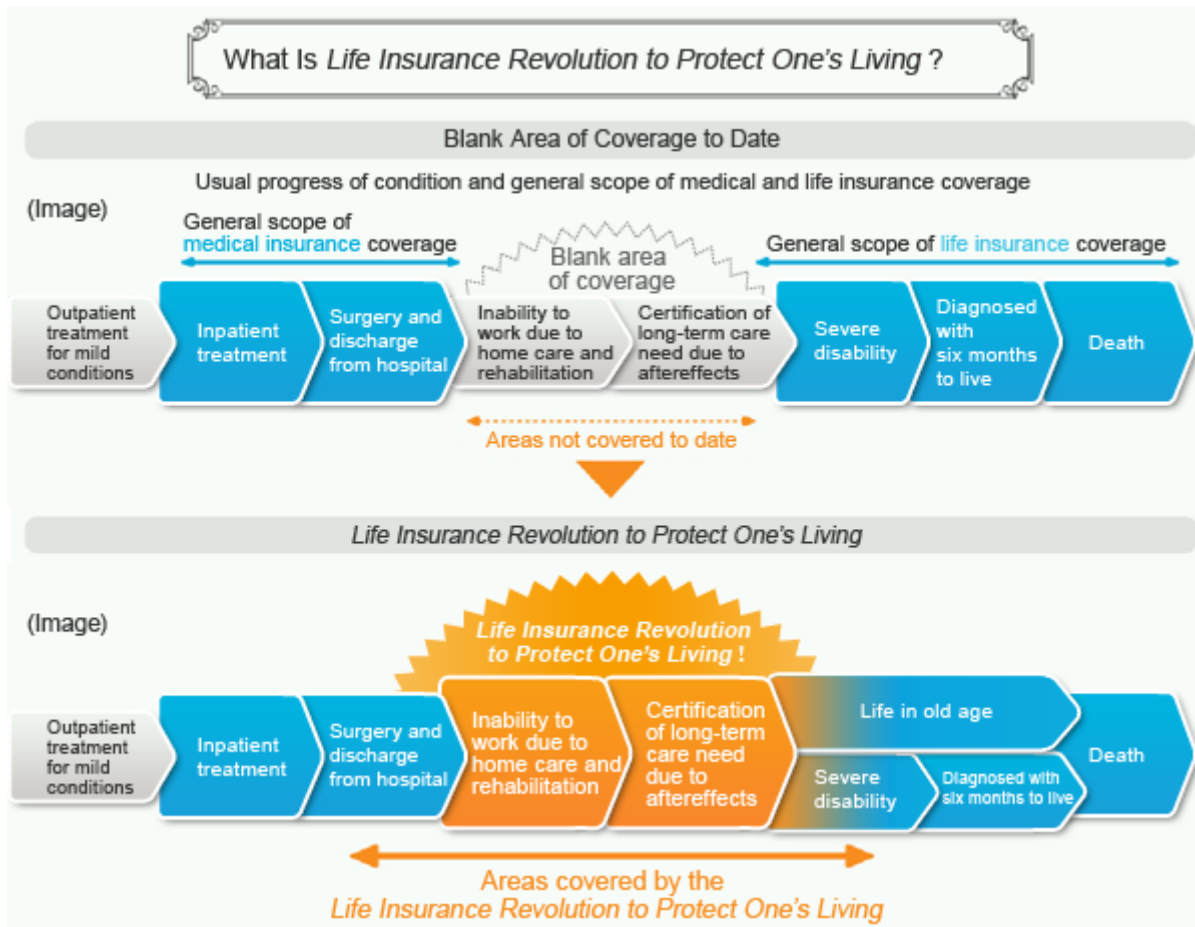 What Is Life Insurance Revolution to Protect One's Living ?
Blank Area of Coverage to Date
Usual progress of condition and general scope of medical and life insurance coverage
(Image)
General scope of
medical insurance coverage
Blank area
of coverage
General scope of life insurance coverage
Outpatient
treatment
for mild
conditions
Inpatient
treatment
Surgery and
discharge
from hospital
Inability to
work due to
home care and
rehabilitation
Certification of
long-term care
need due to
aftereffects
Severe
disability
Diagnosed
with
six months
to live
Death
Areas not covered to date
Life Insurance Revolution to Protect One's Living
(Image)
Life Insurance Revolution
to Protect One's Living !
Outpatient
treatment
for mild
conditions
Inpatient
treatment
Surgery and
discharge
from hospital
Inability to
work due to
home care and
rehabilitation
Certification
of long-term
care need
due to
aftereffects
Life in old age
Severe
disability
Diagnosed with
six months to live
Death
Areas covered by the
Life Insurance Revolution to Protect One's Living